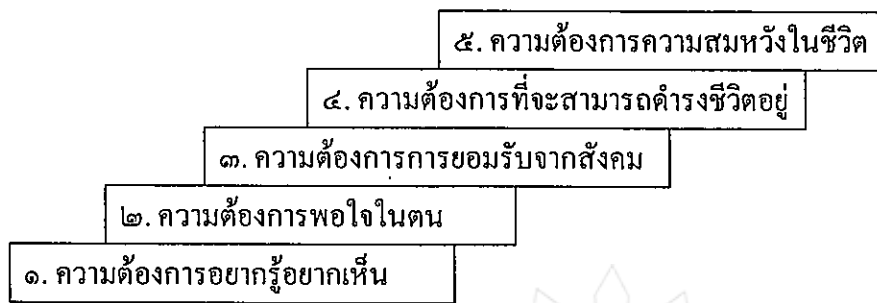 ๕. ความต้องการความสมหวังในชีวิต
๔. ความต้องการที่จะสามารถดำรงชีวิตอยู่
๓. ความต้องการการยอมรับจากสังคม
๒. ความต้องการพอใจในตน
๑. ความต้องการอยากรู้อยากเห็น